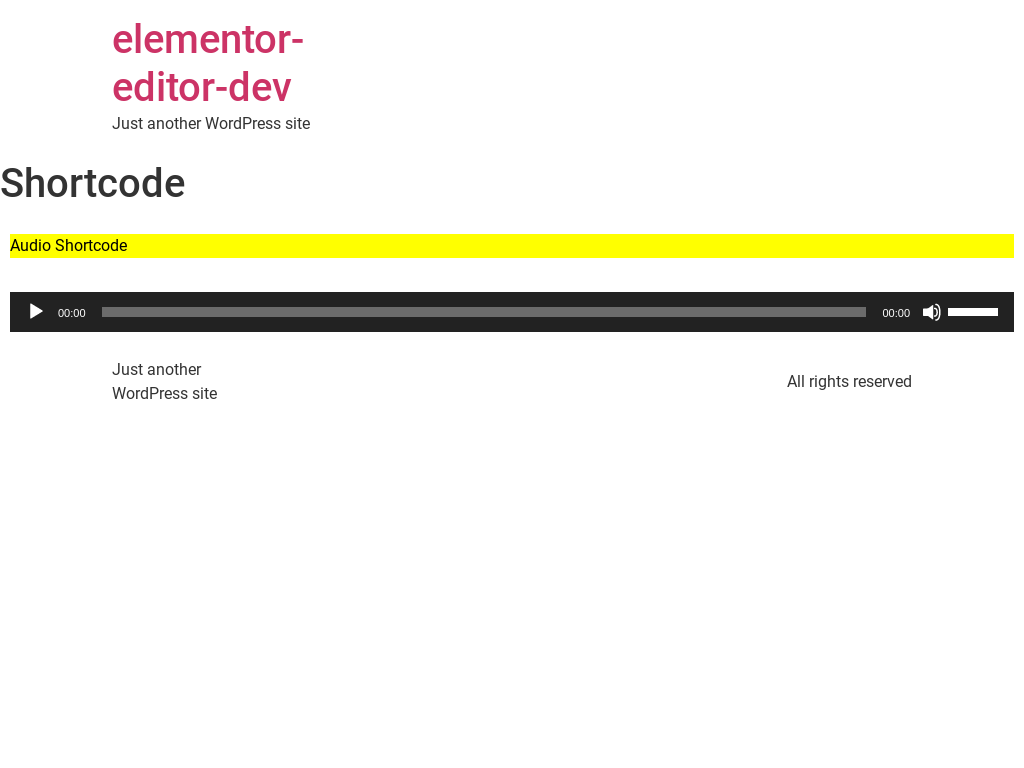 elementor-
editor-dev
Just another WordPress site
Shortcode
Audio Shortcode
00:00 00:00
Just another
WordPress site
All rights reserved